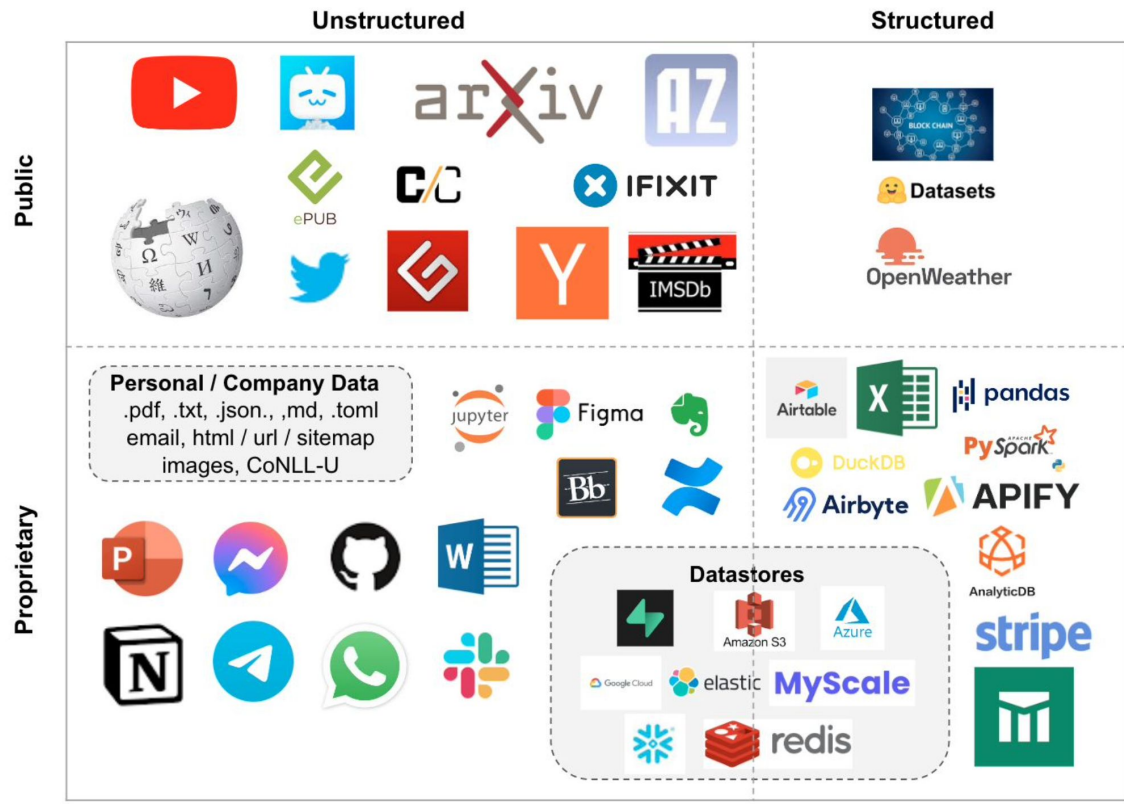 Unstructured
Structured
Public
arXiv
AZ
BLOCK CHAIN
ePUB
C/C
IFIXIT
Datasets
Ω
W
И
維
Y
IMSDb
OpenWeather
Proprietary
Personal / Company Data
.pdf, .txt, .json., ,md, .toml
email, html / url / sitemap
images, CoNLL-U
jupyter
Figma
Airtable
X
pandas
Bb
DuckDB
APACHE
PySpark
Airbyte
APIFY
P
W
Datastores
AnalyticDB
Amazon S3
Azure
stripe
N
Google Cloud
elastic
MyScale
redis